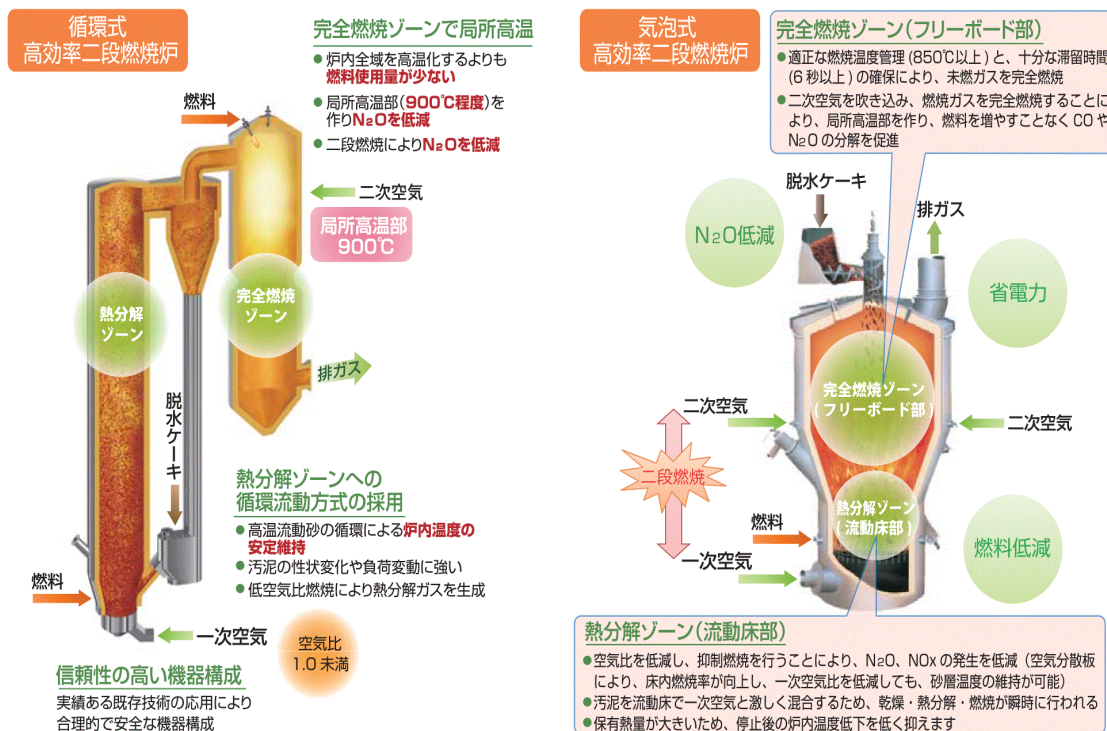 循環式
高効率二段燃焼炉
完全燃焼ゾーンで局所高温
● 炉内全域を高温化するよりも
燃料使用量が少ない
● 局所高温部(900℃程度)を
作りN₂Oを低減
● 二段燃焼によりN₂Oを低減
燃料
二次空気
局所高温部
900℃
熱分解
ゾーン
完全燃焼
ゾーン
排ガス
脱水ケーキ
熱分解ゾーンへの
循環流動方式の採用
● 高温流動砂の循環による炉内温度の
安定維持
● 汚泥の性状変化や負荷変動に強い
● 低空気比燃焼により熱分解ガスを生成
燃料
一次空気
空気比
1.0 未満
信頼性の高い機器構成
実績ある既存技術の応用により
合理的で安全な機器構成
気泡式
高効率二段燃焼炉
完全燃焼ゾーン(フリーボード部)
● 適正な燃焼温度管理(850℃以上)と、十分な滞留時間
(6秒以上)の確保により、未燃ガスを完全燃焼
● 二次空気を吹き込み、燃焼ガスを完全燃焼することに
より、局所高温部を作り、燃料を増やすことなく CO や
N₂O の分解を促進
脱水ケーキ
排ガス
N₂O低減
省電力
完全燃焼ゾーン
(フリーボード部)
二次空気
二次空気
二段燃焼
熱分解ゾーン
(流動床部)
燃料
一次空気
燃料低減
熱分解ゾーン(流動床部)
● 空気比を低減し、抑制燃焼を行うことにより、N₂O、NOx の発生を低減(空気分散板
により、床内燃焼率が向上し、一次空気比を低減しても、砂層温度の維持が可能)
● 汚泥を流動床で一次空気と激しく混合するため、乾燥・熱分解・燃焼が瞬時に行われる
● 保有熱量が大きいため、停止後の炉内温度低下を低く抑えます